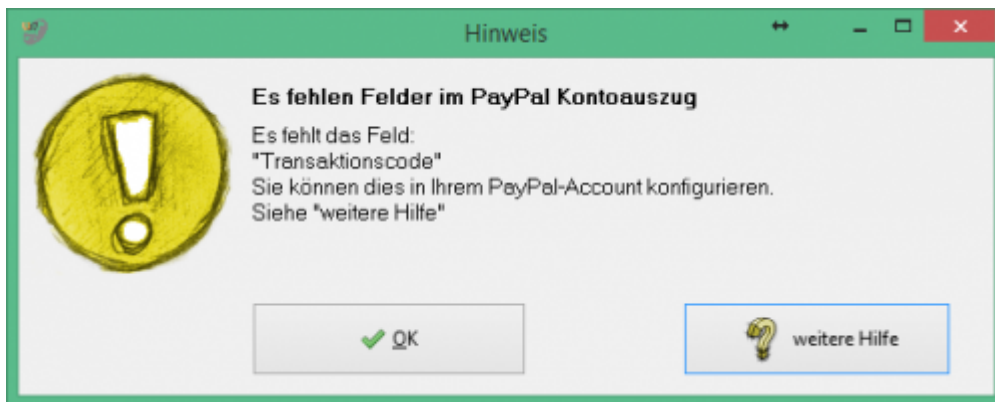 Hinweis
Es fehlen Felder im PayPal Kontoauszug
Es fehlt das Feld:
"Transaktionscode"
Sie können dies in Ihrem PayPal-Account konfigurieren.
Siehe "weitere Hilfe"
OK
weitere Hilfe